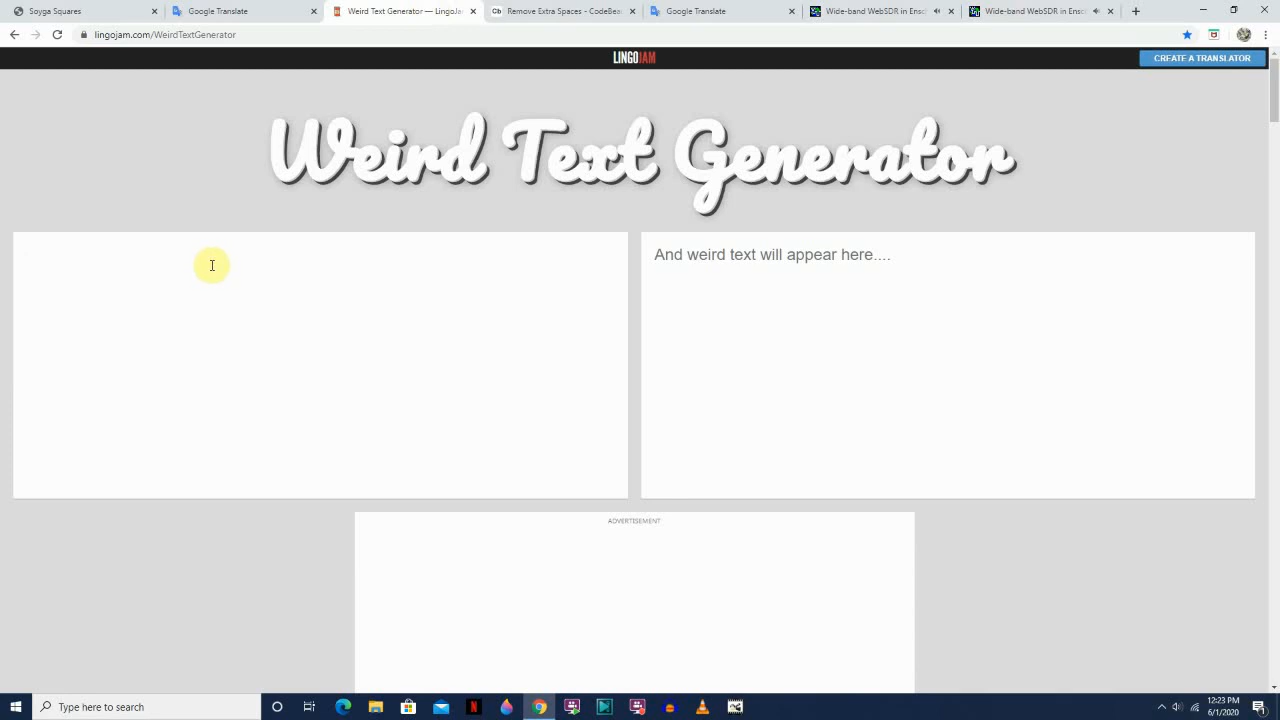 Soyga Squares
Google Translate
Weird Text Generator — LingoJa
Cb Remove Extra Spaces - CodeBea
Google Translate
Wide-band WebSDR in Ensc
Wide-band WebSDR in Ensc
lingojam.com/WeirdTextGenerator
LINGOJAM
CREATE A TRANSLATOR
Weird Text Generator
And weird text will appear here....
ADVERTISEMENT
Type here to search
12:23 PM
6/1/2020